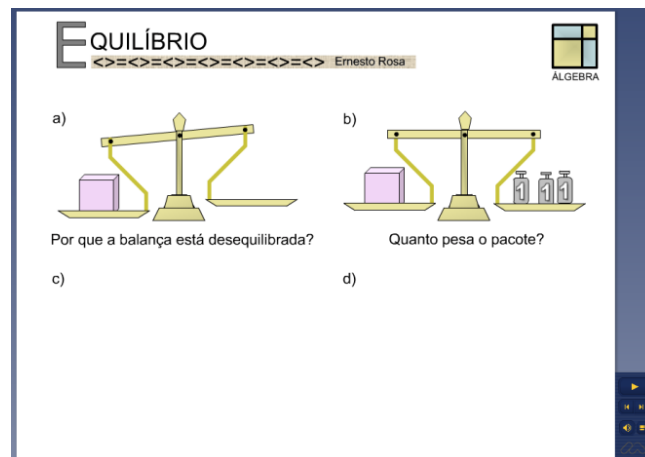 EQUILÍBRIO
<>=<>=<>=<>=<>=<>=<> Ernesto Rosa
ÁLGEBRA
a)
b)
1 1 1
Por que a balança está desequilibrada?
Quanto pesa o pacote?
c)
d)